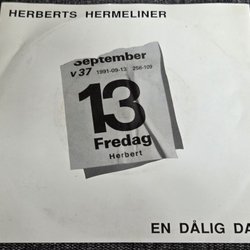 HERBERTS HERMELINER
September
v 37 1991-09-13 256-109
13
Fredag
Herbert
EN DÅLIG DA